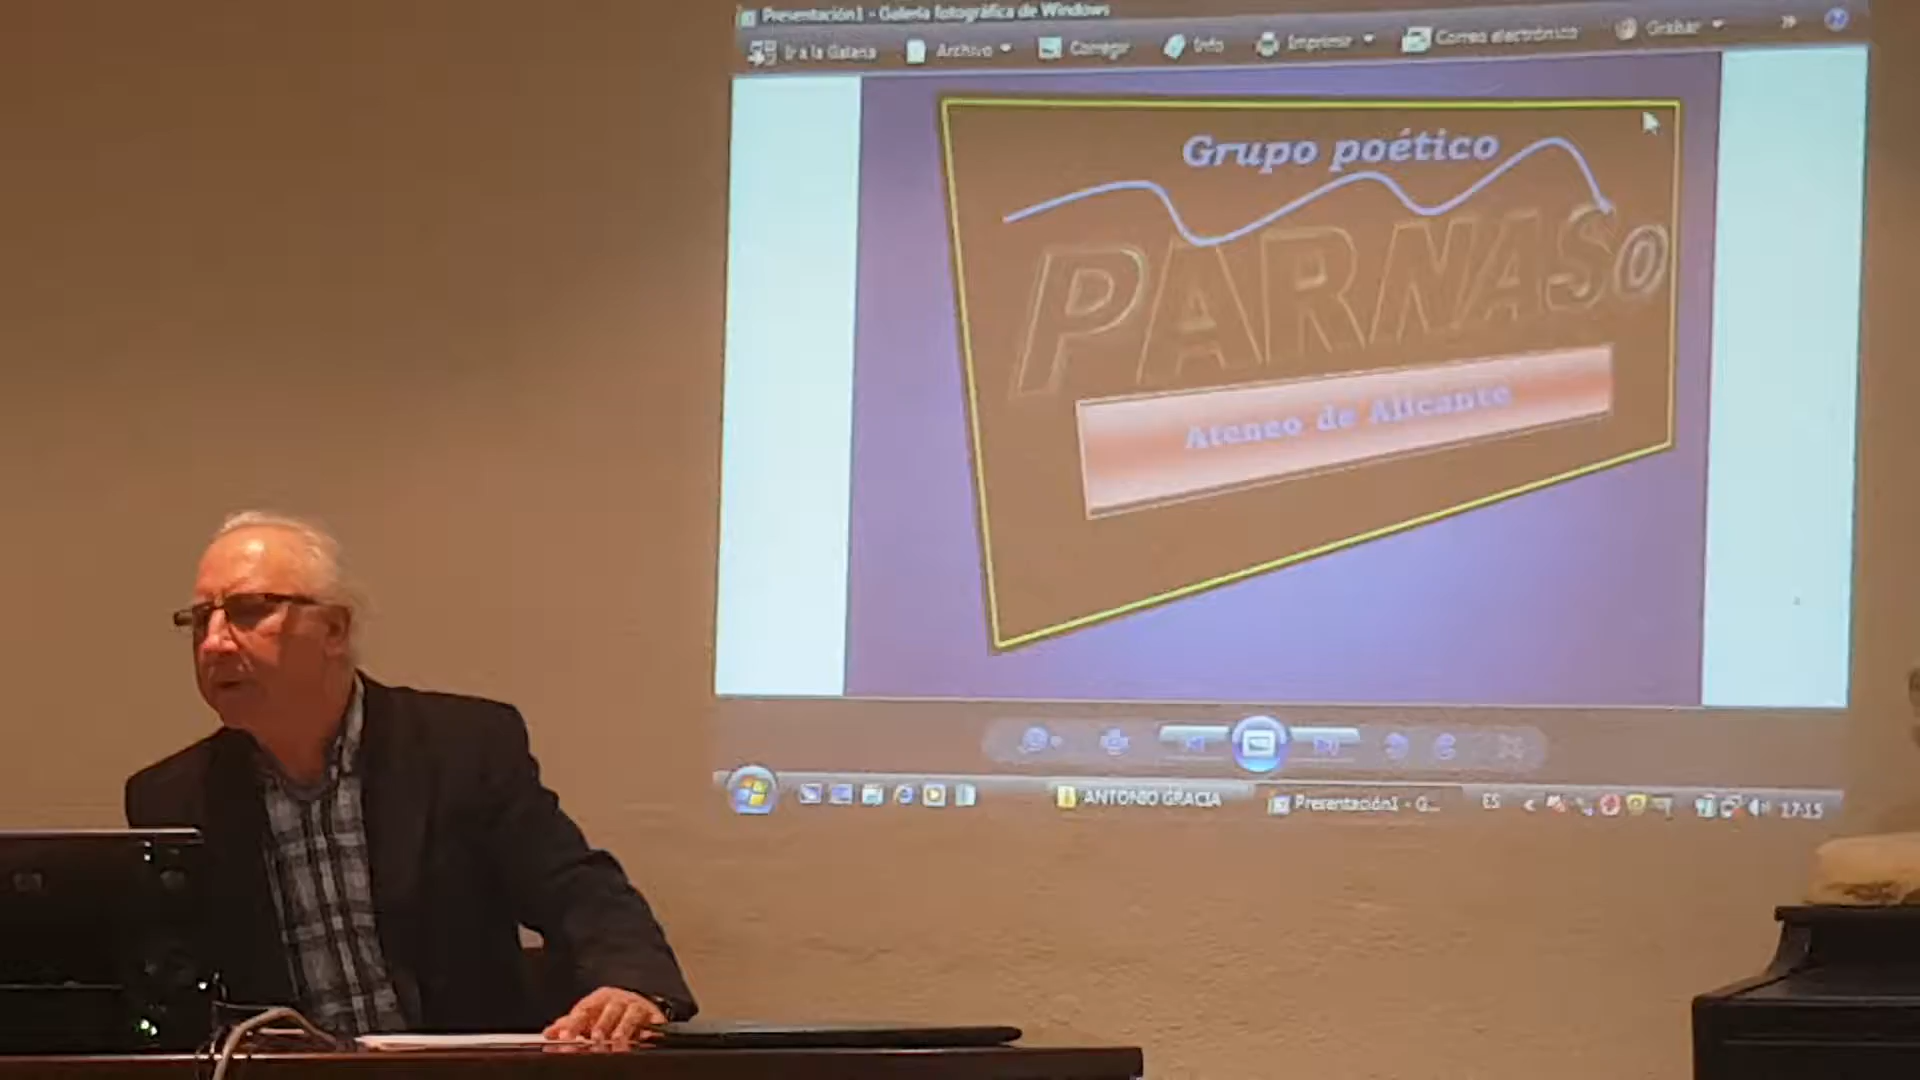 Presentación1 - Galería fotográfica de Windows
Ir a la Galería Archivo Corregir Info Imprimir Correo electrónico Grabar
Grupo poético
PARNASo
Ateneo de Alicante
ANTONIO GRACIA Presentación1 - G... ES 17:15